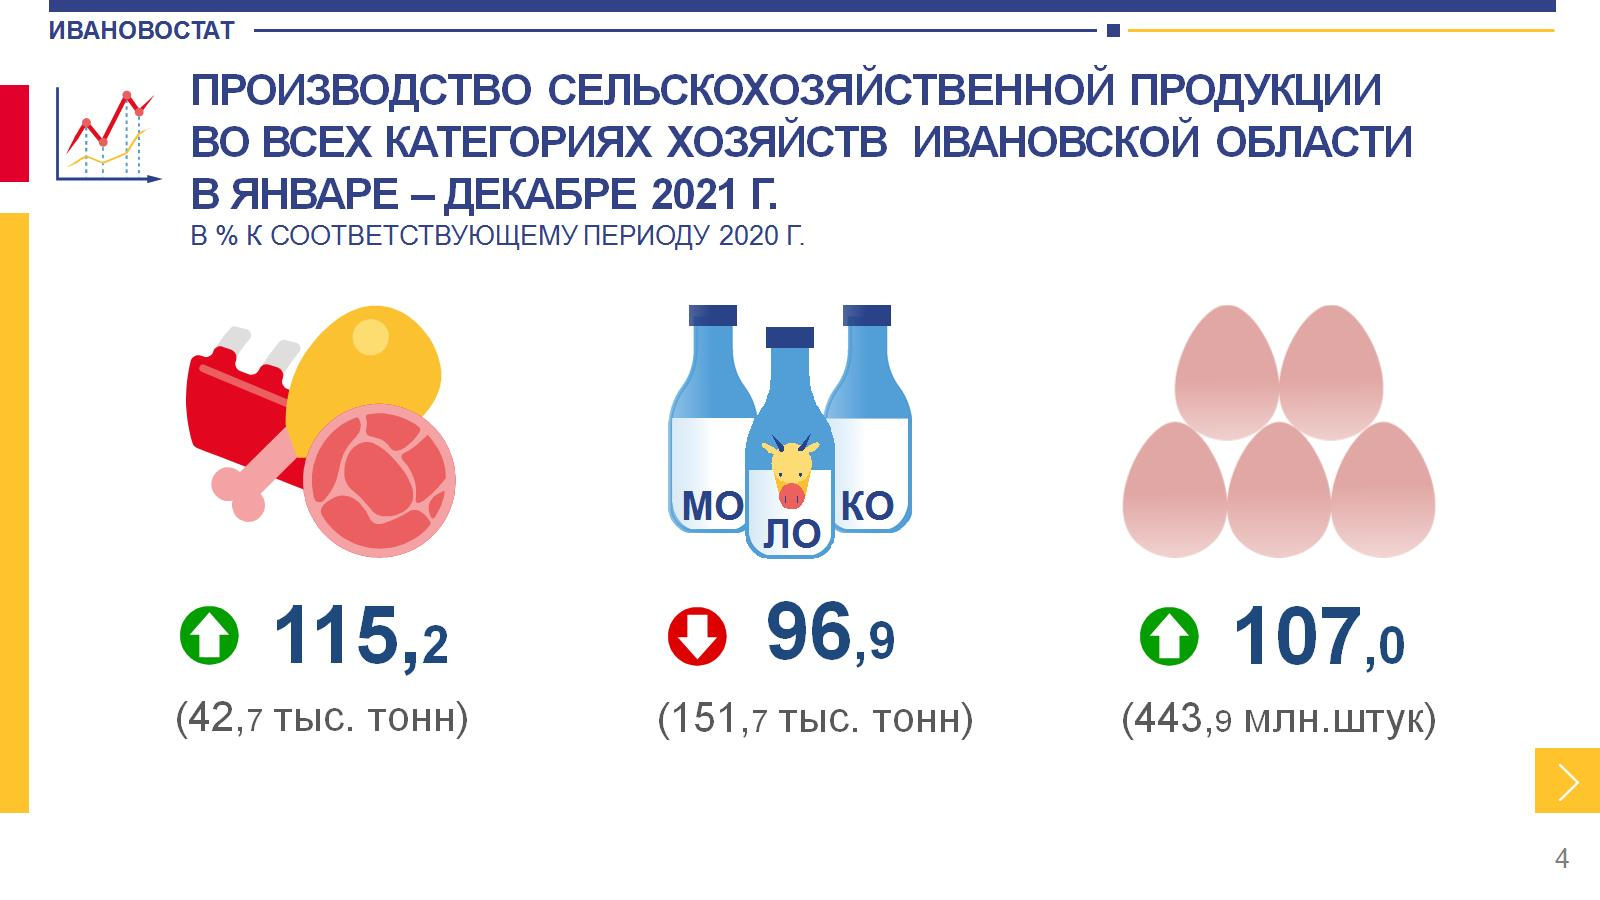 ИВАНОВОСТАТ
ПРОИЗВОДСТВО СЕЛЬСКОХОЗЯЙСТВЕННОЙ ПРОДУКЦИИ
ВО ВСЕХ КАТЕГОРИЯХ ХОЗЯЙСТВ ИВАНОВСКОЙ ОБЛАСТИ
В ЯНВАРЕ – ДЕКАБРЕ 2021 Г.
В % К СООТВЕТСТВУЮЩЕМУ ПЕРИОДУ 2020 Г.
МО
ЛО
КО
115,2
96,9
107,0
(42,7 тыс. тонн)
(151,7 тыс. тонн)
(443,9 млн.штук)
4